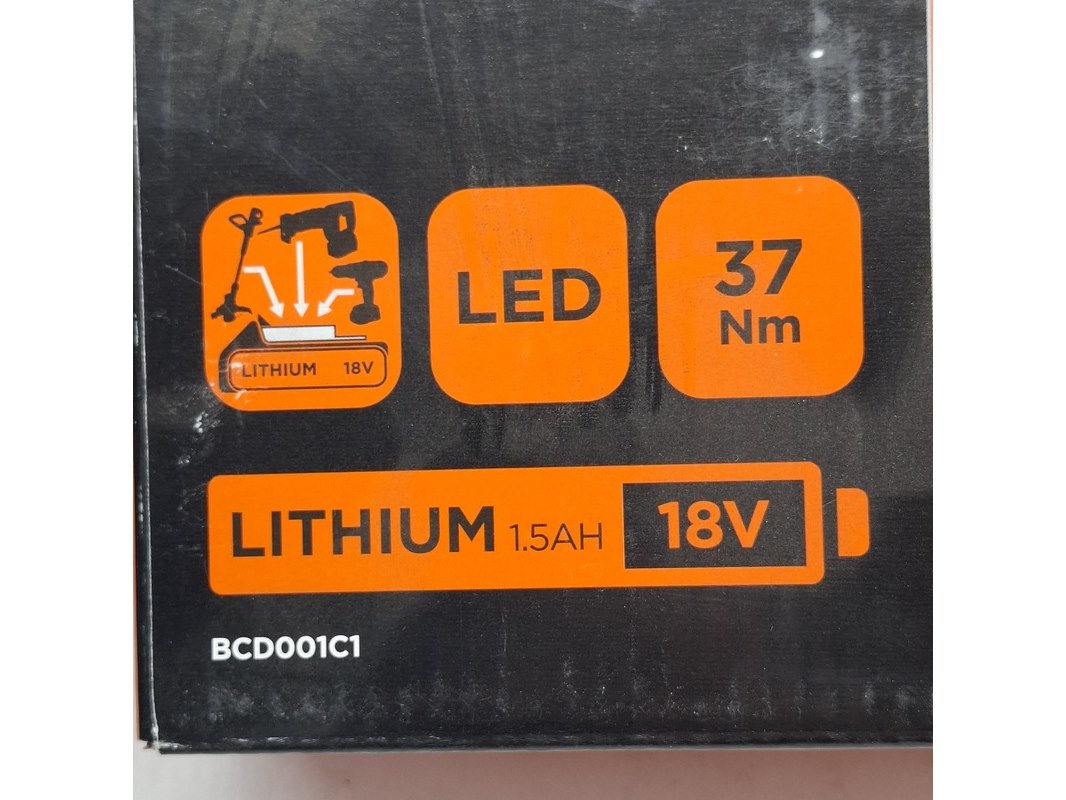 LITHIUM 18V
LED
37
Nm
LITHIUM 1.5AH 18V
BCD001C1